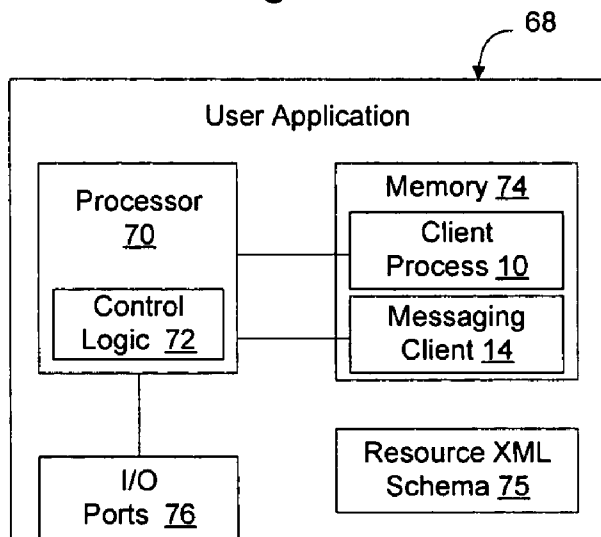 68
User Application
Processor
70
Control
Logic 72
Memory 74
Client
Process 10
Messaging
Client 14
I/O
Ports 76
Resource XML
Schema 75